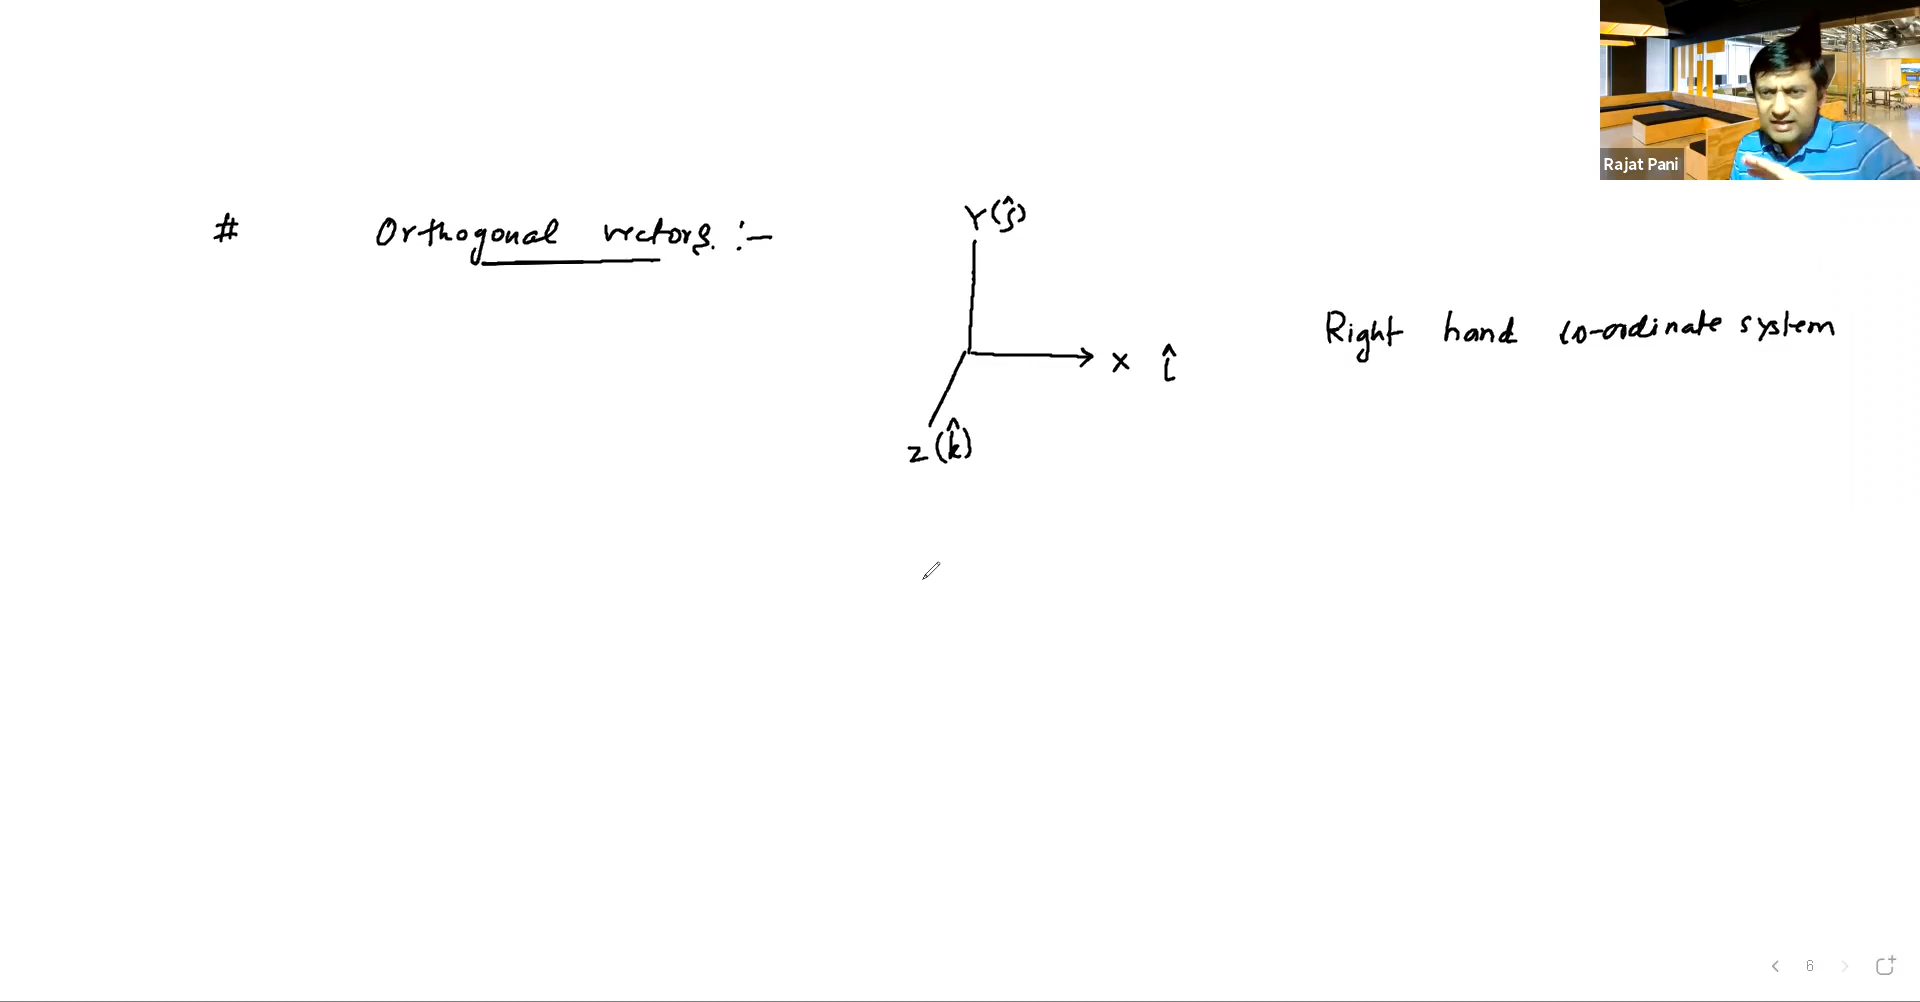 Rajat Pani
# Orthogonal vectors :-
Y(ĵ)
Right hand co-ordinate system
X î
Z(k̂)
6